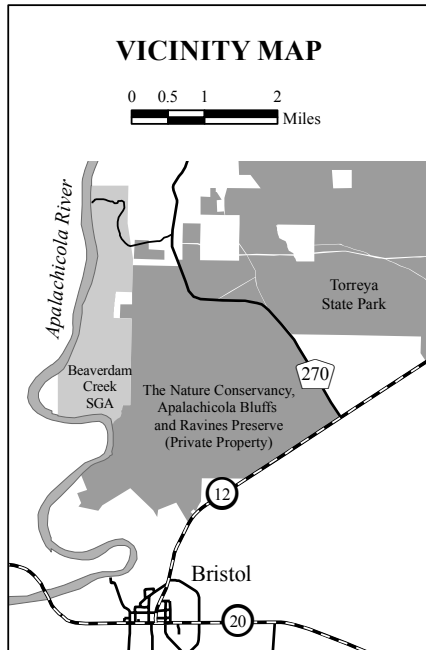 VICINITY MAP
0 0.5 1 2
Miles
Apalachicola River
Torreya
State Park
270
Beaverdam
Creek
SGA
The Nature Conservancy,
Apalachicola Bluffs
and Ravines Preserve
(Private Property)
12
Bristol
20